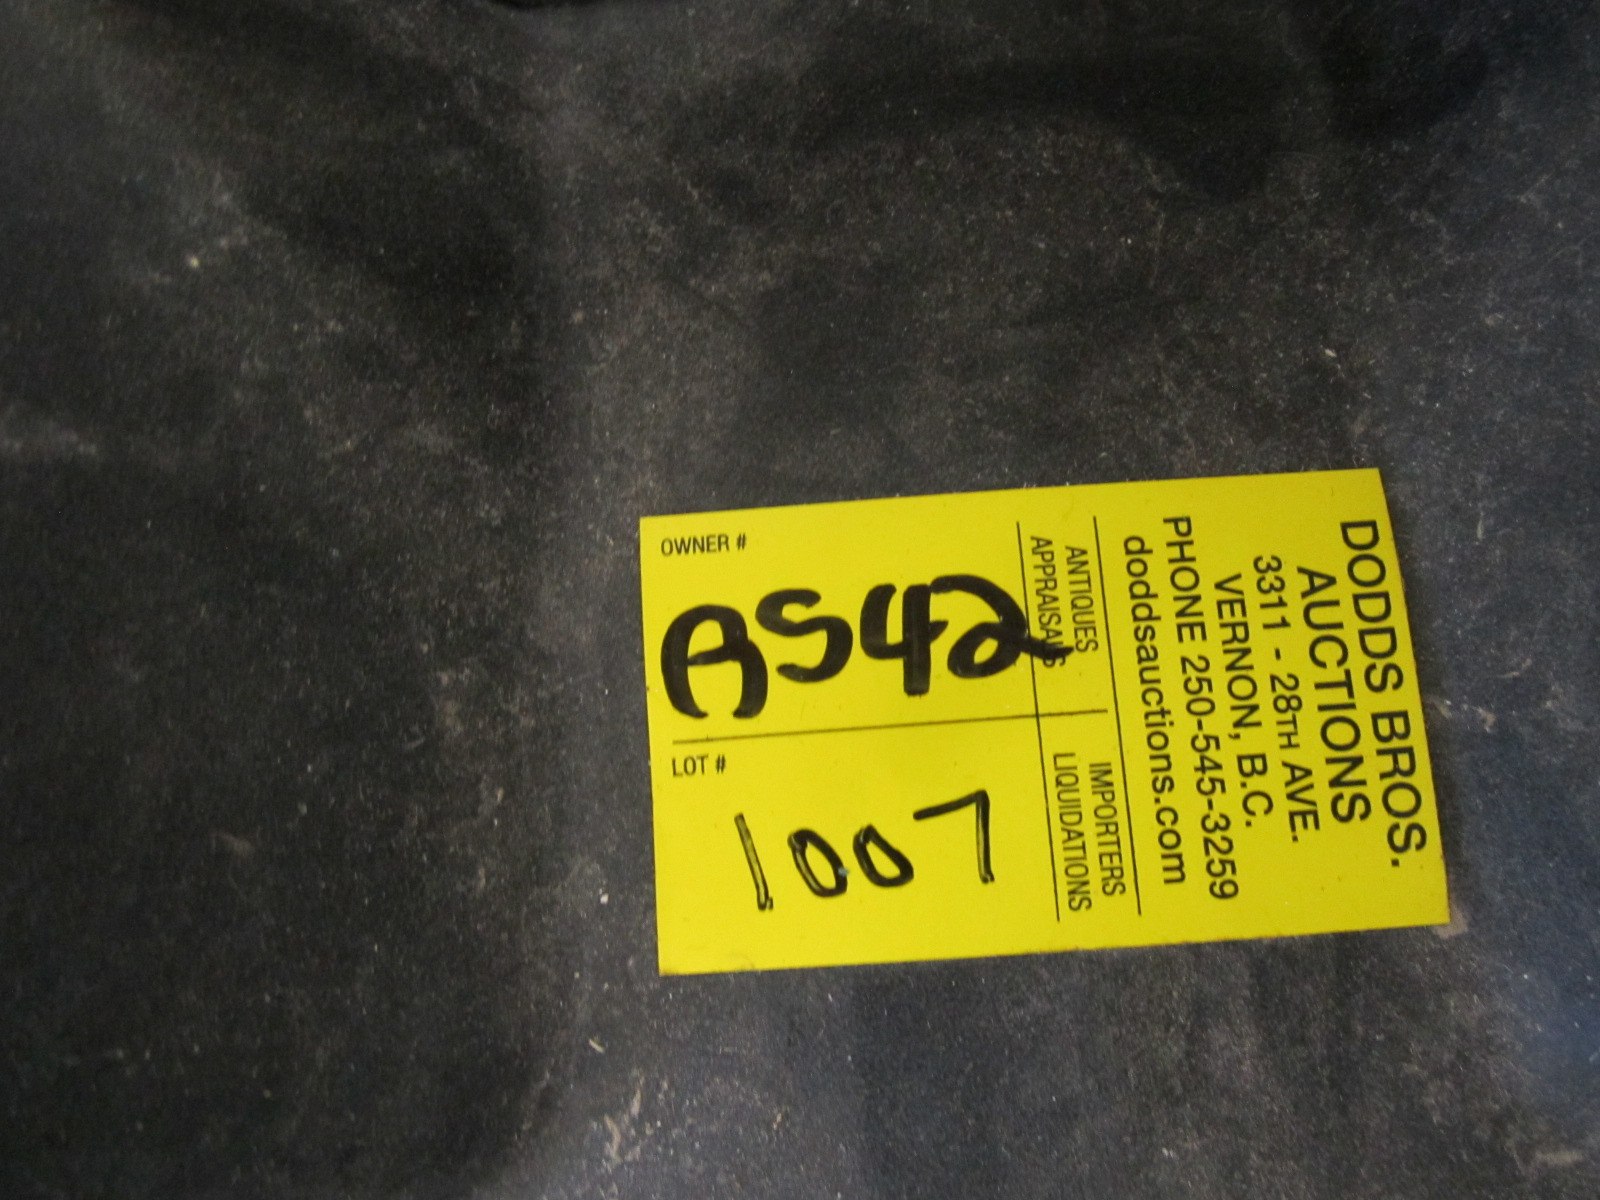 DODDS BROS.
AUCTIONS
3311 - 28TH AVE.
VERNON, B.C.
PHONE 250-545-3259
doddsauctions.com
ANTIQUES
APPRAISALS
IMPORTERS
LIQUIDATIONS
OWNER #
AS42
LOT #
1007